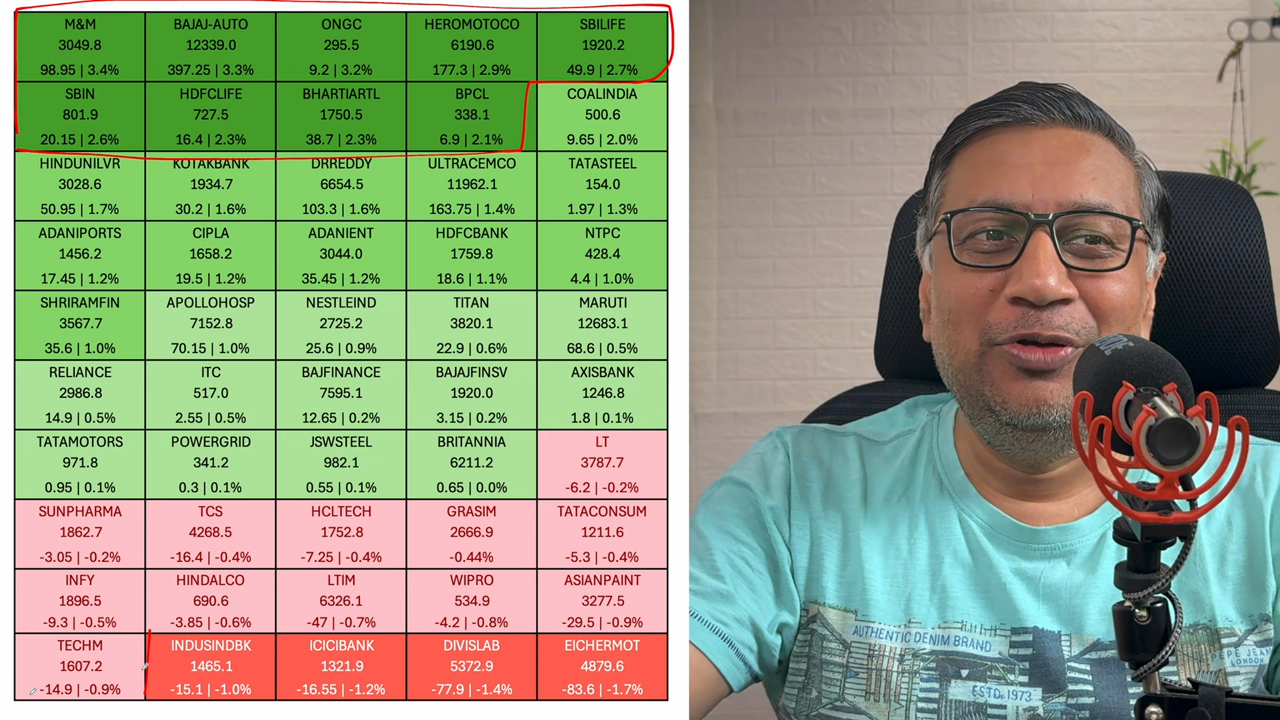 M&M BAJAJ-AUTO ONGC HEROMOTOCO SBILIFE
3049.8 12339.0 295.5 6190.6 1920.2
98.95 | 3.4% 397.25 | 3.3% 9.2 | 3.2% 177.3 | 2.9% 49.9 | 2.7%
SBIN HDFCLIFE BHARTIARTL BPCL COALINDIA
801.9 727.5 1750.5 338.1 500.6
20.15 | 2.6% 16.4 | 2.3% 38.7 | 2.3% 6.9 | 2.1% 9.65 | 2.0%
HINDUNILVR KOTAKBANK DRREDDY ULTRACEMCO TATASTEEL
3028.6 1934.7 6654.5 11962.1 154.0
50.95 | 1.7% 30.2 | 1.6% 103.3 | 1.6% 163.75 | 1.4% 1.97 | 1.3%
ADANIPORTS CIPLA ADANIENT HDFCBANK NTPC
1456.2 1658.2 3044.0 1759.8 428.4
17.45 | 1.2% 19.5 | 1.2% 35.45 | 1.2% 18.6 | 1.1% 4.4 | 1.0%
SHRIRAMFIN APOLLOHOSP NESTLEIND TITAN MARUTI
3567.7 7152.8 2725.2 3820.1 12683.1
35.6 | 1.0% 70.15 | 1.0% 25.6 | 0.9% 22.9 | 0.6% 68.6 | 0.5%
RELIANCE ITC BAJFINANCE BAJAJFINSV AXISBANK
2986.8 517.0 7595.1 1920.0 1246.8
14.9 | 0.5% 2.55 | 0.5% 12.65 | 0.2% 3.15 | 0.2% 1.8 | 0.1%
TATAMOTORS POWERGRID JSWSTEEL BRITANNIA LT
971.8 341.2 982.1 6211.2 3787.7
0.95 | 0.1% 0.3 | 0.1% 0.55 | 0.1% 0.65 | 0.0% -6.2 | -0.2%
SUNPHARMA TCS HCLTECH GRASIM TATACONSUM
1862.7 4268.5 1752.8 2666.9 1211.6
-3.05 | -0.2% -16.4 | -0.4% -7.25 | -0.4% -0.44% -5.3 | -0.4%
INFY HINDALCO LTIM WIPRO ASIANPAINT
1896.5 690.6 6326.1 534.9 3277.5
-9.3 | -0.5% -3.85 | -0.6% -47 | -0.7% -4.2 | -0.8% -29.5 | -0.9%
TECHM INDUSINDBK ICICIBANK DIVISLAB EICHERMOT
1607.2 1465.1 1321.9 5372.9 4879.6
-14.9 | -0.9% -15.1 | -1.0% -16.55 | -1.2% -77.9 | -1.4% -83.6 | -1.7%
AUTHENTIC DENIM BRAND
PEPE JEANS
LONDON
ESTD. 1973